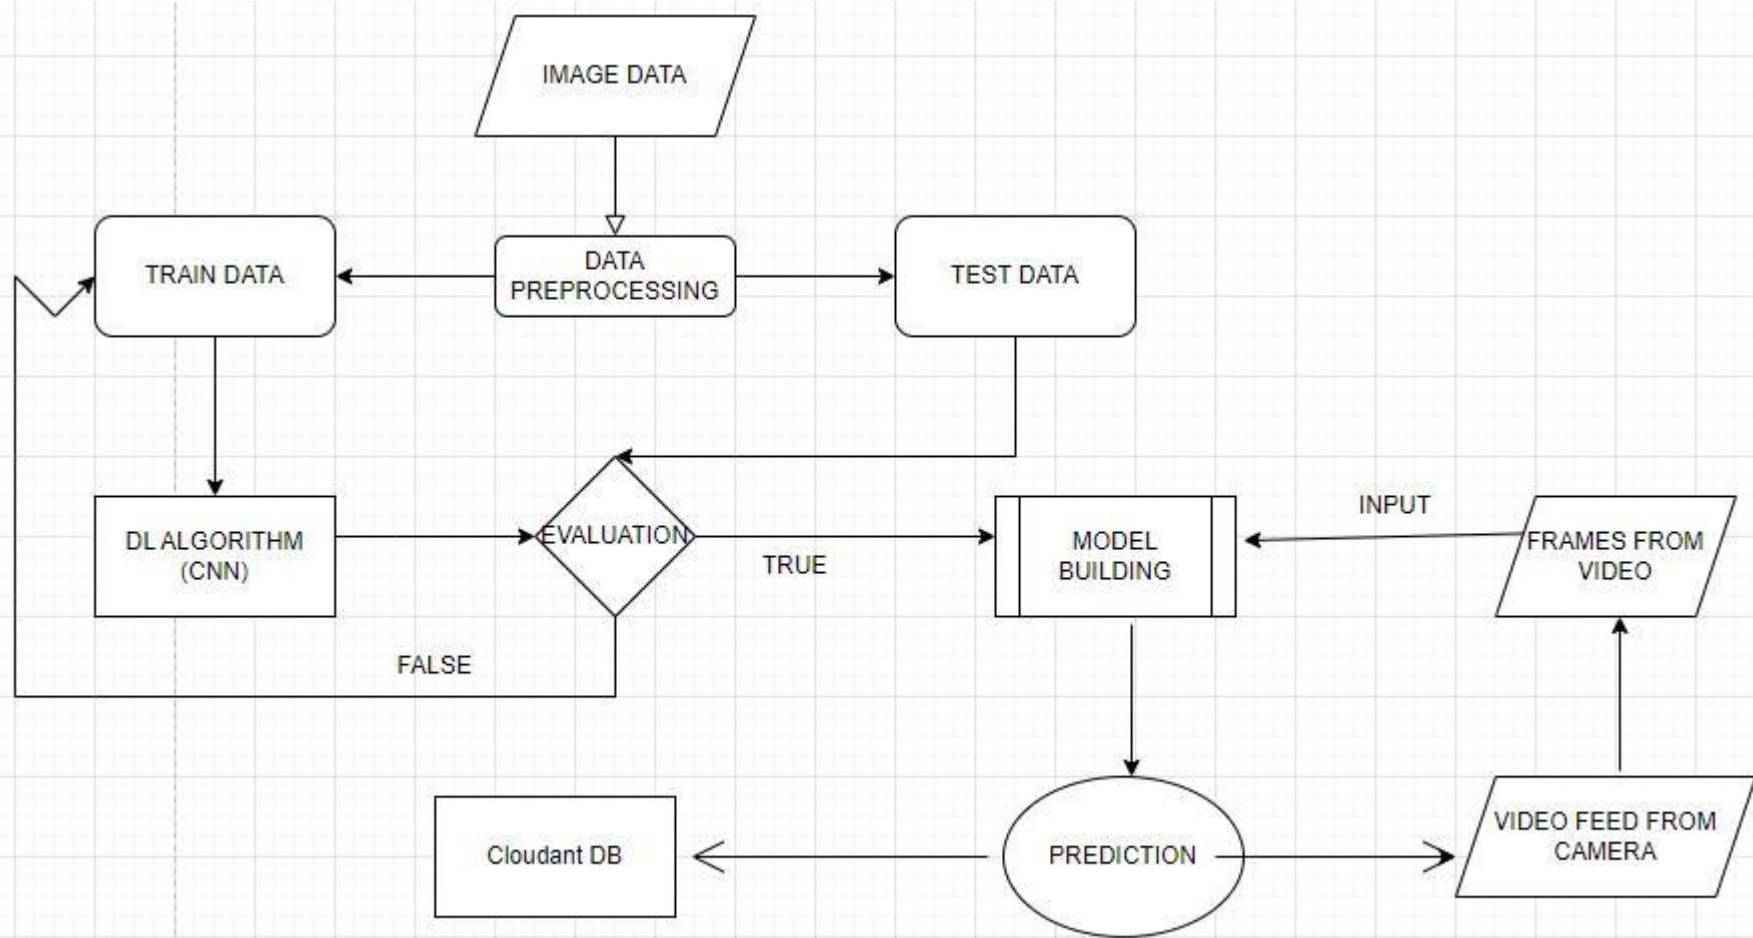 IMAGE DATA
TRAIN DATA
DATA
PREPROCESSING
TEST DATA
DL ALGORITHM
(CNN)
EVALUATION
TRUE
MODEL
BUILDING
INPUT
FRAMES FROM
VIDEO
FALSE
Cloudant DB
PREDICTION
VIDEO FEED FROM
CAMERA